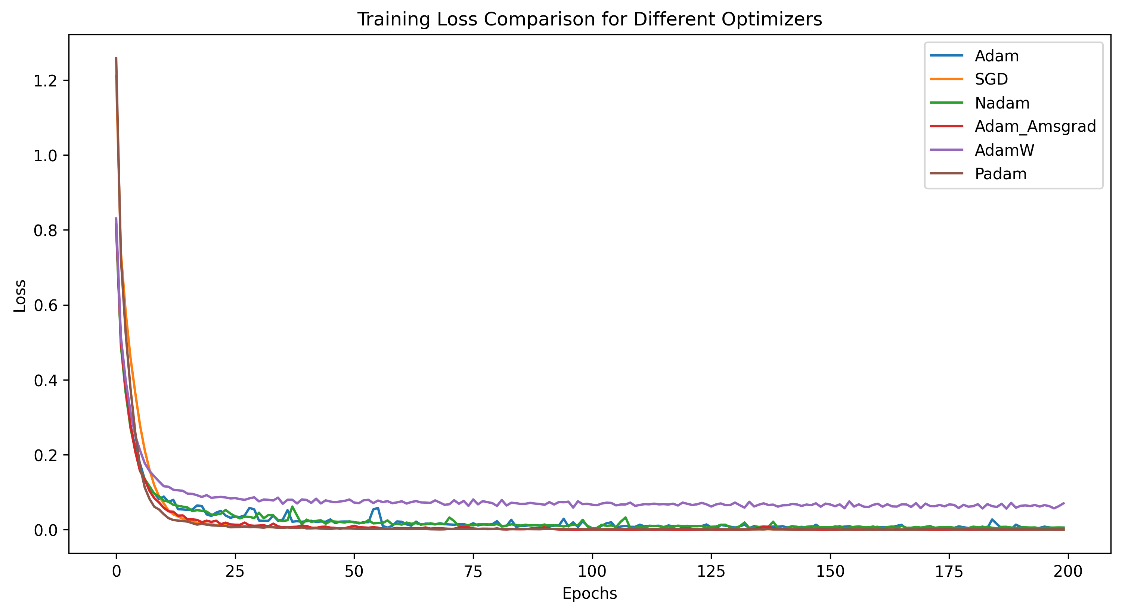 Training Loss Comparison for Different Optimizers
Adam
SGD
Nadam
Adam_Amsgrad
AdamW
Padam
Loss
1.2
1.0
0.8
0.6
0.4
0.2
0.0
0 25 50 75 100 125 150 175 200
Epochs